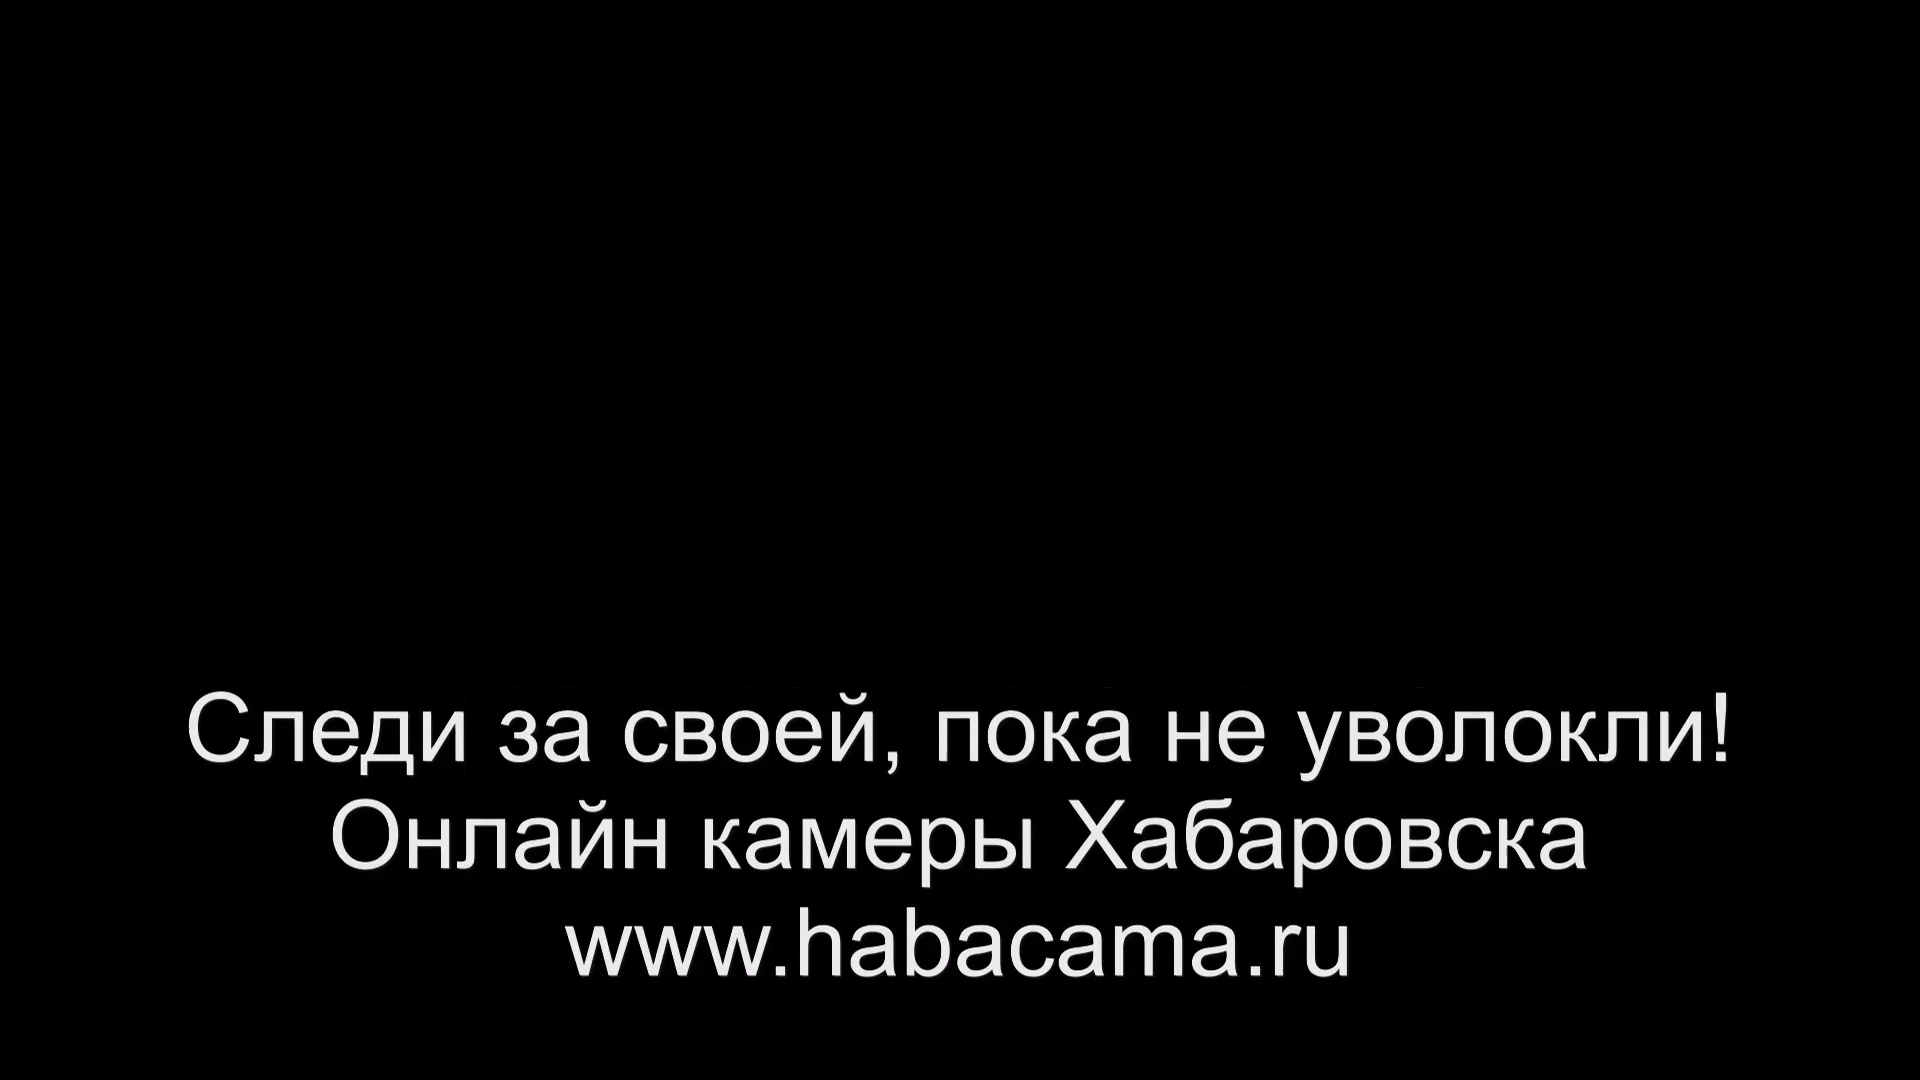 Следи за своей, пока не уволокли!
Онлайн камеры Хабаровска
www.habacama.ru